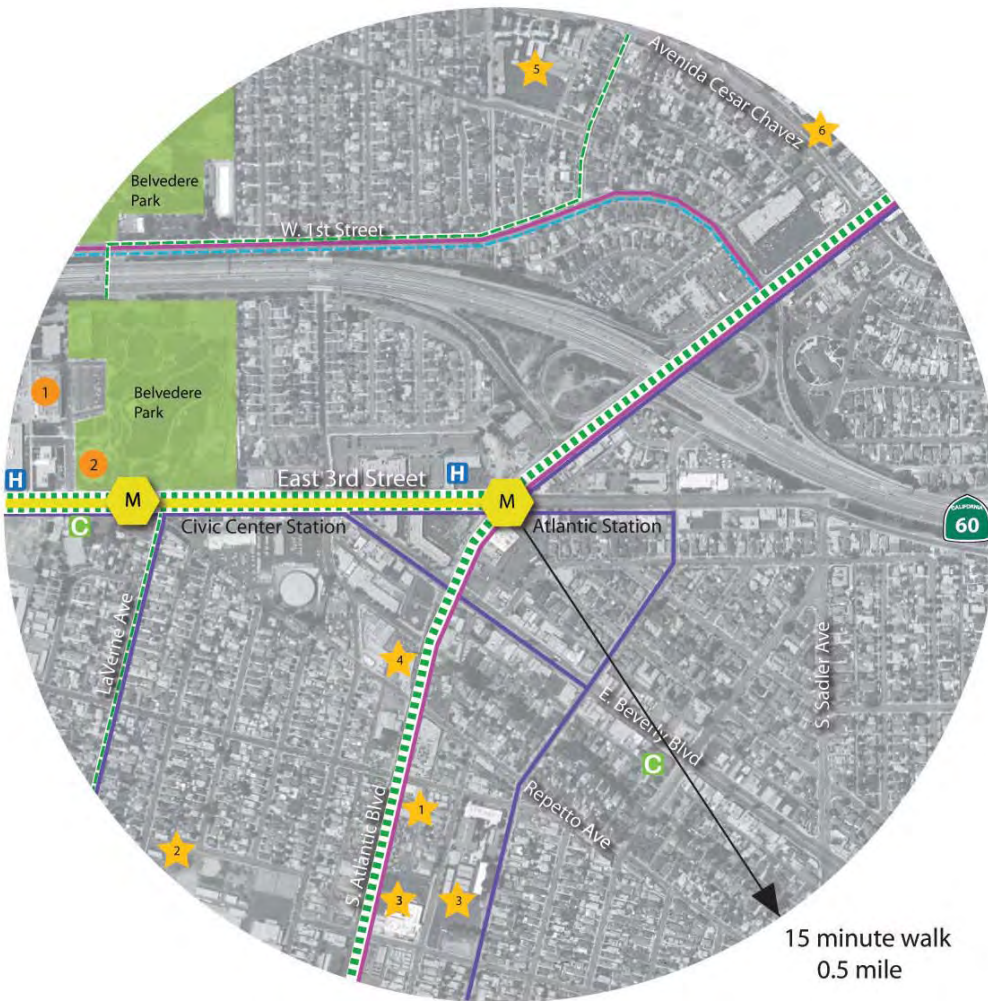 Avenida Cesar Chavez
5
6
Belvedere
Park
W. 1st Street
1
Belvedere
Park
2
H
East 3rd Street
H
M
M
C
Civic Center Station
Atlantic Station
CALIFORNIA
60
LaVerne Ave
4
S. Sadler Ave
E. Beverly Blvd
C
Repetto Ave
S. Atlantic Blvd
1
2
3
3
15 minute walk
0.5 mile